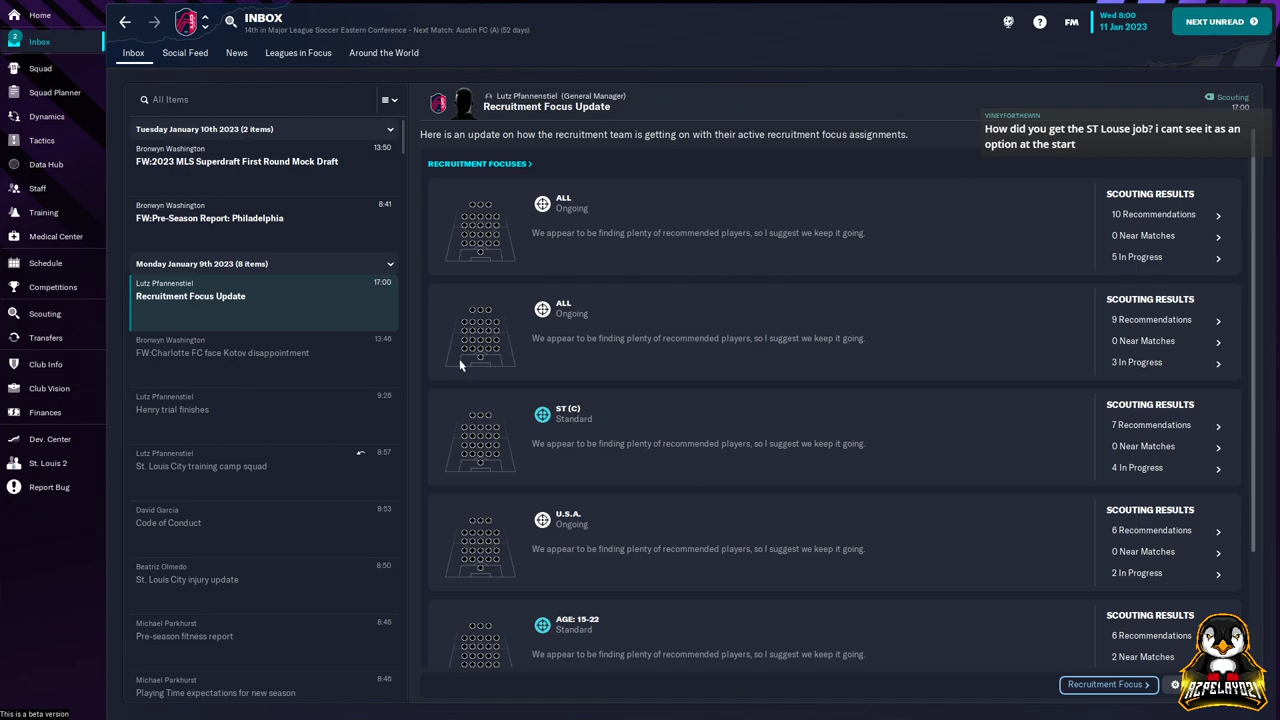 Home
2
Inbox
Squad
Squad Planner
Dynamics
Tactics
Data Hub
Staff
Training
Medical Center
Schedule
Competitions
Scouting
Transfers
Club Info
Club Vision
Finances
Dev. Center
St. Louis 2
Report Bug
This is a beta version
INBOX
14th in Major League Soccer Eastern Conference - Next Match: Austin FC (A) (52 days)
FM
Wed 8:00
11 Jan 2023
NEXT UNREAD
Inbox
Social Feed
News
Leagues in Focus
Around the World
All Items
Tuesday January 10th 2023 (2 items)
Bronwyn Washington
13:50
FW:2023 MLS Superdraft First Round Mock Draft
Bronwyn Washington
8:41
FW:Pre-Season Report: Philadelphia
Monday January 9th 2023 (8 items)
Lutz Pfannenstiel
17:00
Recruitment Focus Update
Bronwyn Washington
13:46
FW:Charlotte FC face Kotov disappointment
Lutz Pfannenstiel
9:26
Henry trial finishes
Lutz Pfannenstiel
8:57
St. Louis City training camp squad
David Garcia
8:53
Code of Conduct
Beatriz Olmedo
8:50
St. Louis City injury update
Michael Parkhurst
8:46
Pre-season fitness report
Michael Parkhurst
8:46
Playing Time expectations for new season
Lutz Pfannenstiel (General Manager)
Recruitment Focus Update
Scouting
17:00
Here is an update on how the recruitment team is getting on with their active recruitment focus assignments.
VINEYFORTHEWIN
How did you get the ST Louse job? i cant see it as an
option at the start
RECRUITMENT FOCUSES >
ALL
Ongoing
We appear to be finding plenty of recommended players, so I suggest we keep it going.
SCOUTING RESULTS
10 Recommendations
0 Near Matches
5 In Progress
ALL
Ongoing
We appear to be finding plenty of recommended players, so I suggest we keep it going.
SCOUTING RESULTS
9 Recommendations
0 Near Matches
3 In Progress
ST (C)
Standard
We appear to be finding plenty of recommended players, so I suggest we keep it going.
SCOUTING RESULTS
7 Recommendations
0 Near Matches
4 In Progress
U.S.A.
Ongoing
We appear to be finding plenty of recommended players, so I suggest we keep it going.
SCOUTING RESULTS
6 Recommendations
0 Near Matches
2 In Progress
AGE: 15-22
Standard
We appear to be finding plenty of recommended players, so I suggest we keep it going.
SCOUTING RESULTS
6 Recommendations
2 Near Matches
Recruitment Focus >